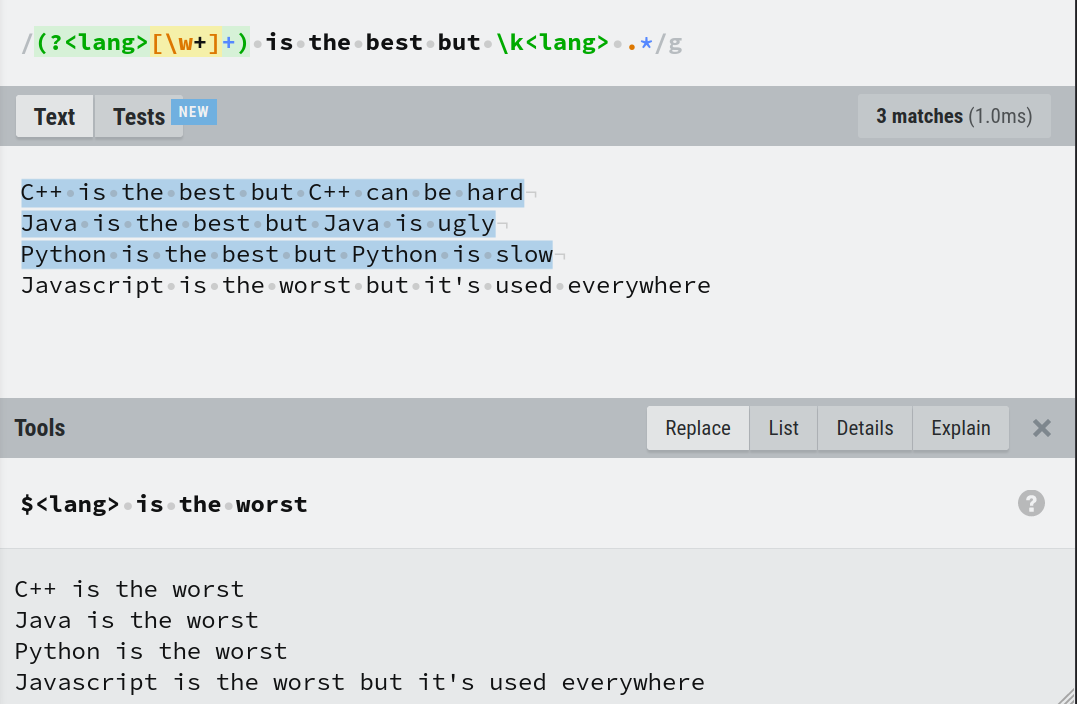 /(?<lang>[\w+]+) is the best but \k<lang> .*/g
Text Tests NEW 3 matches (1.0ms)
C++ is the best but C++ can be hard
Java is the best but Java is ugly
Python is the best but Python is slow
Javascript is the worst but it's used everywhere
Tools Replace List Details Explain ×
$<lang> is the worst ?
C++ is the worst
Java is the worst
Python is the worst
Javascript is the worst but it's used everywhere